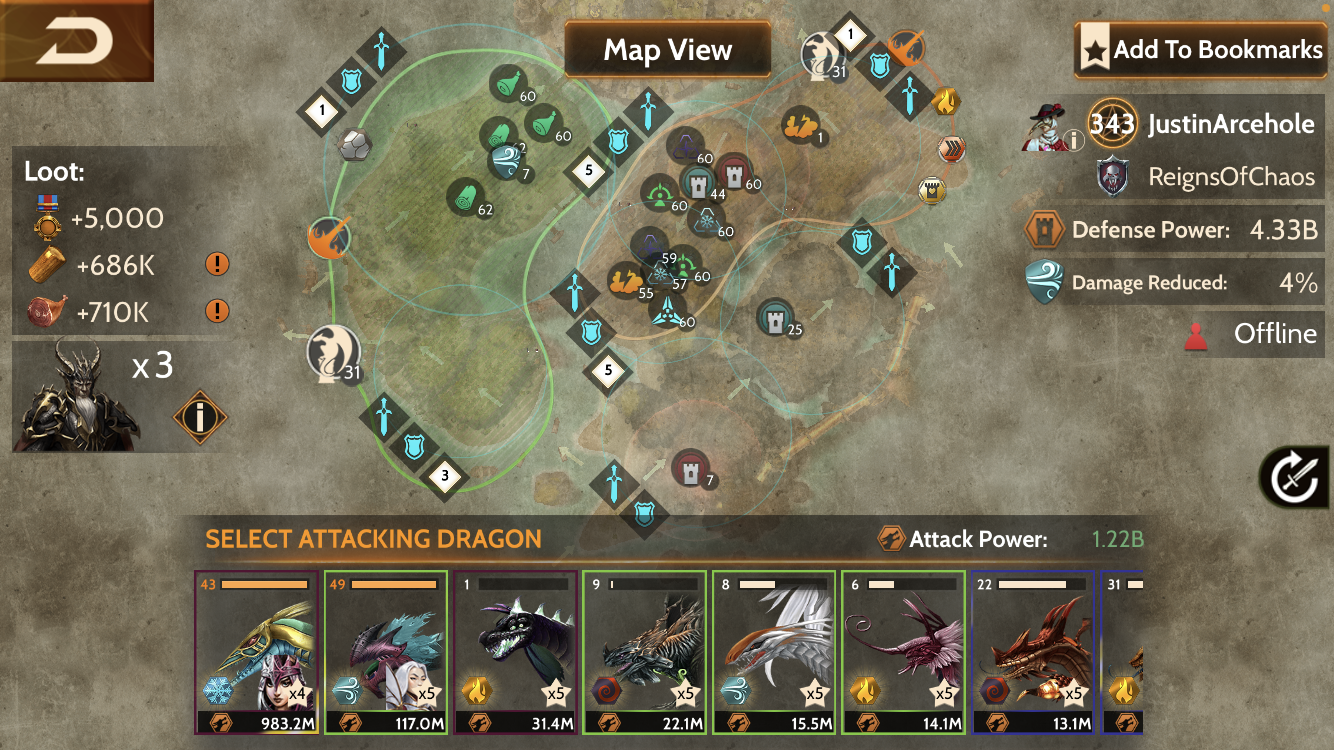 Map View
Add To Bookmarks
343 JustinArcehole
ReignsOfChaos
Defense Power: 4.33B
Damage Reduced: 4%
Offline
Loot:
+5,000
+686K
+710K
x3
1
1
31
60
60
2
7
62
5
60
60
44
60
60
1
59
60
57
55
60
25
31
5
3
7
SELECT ATTACKING DRAGON
Attack Power: 1.22B
43
49
1
9
8
6
22
31
x4
x5
x5
x5
x5
x5
x5
983.2M
117.0M
31.4M
22.1M
15.5M
14.1M
13.1M